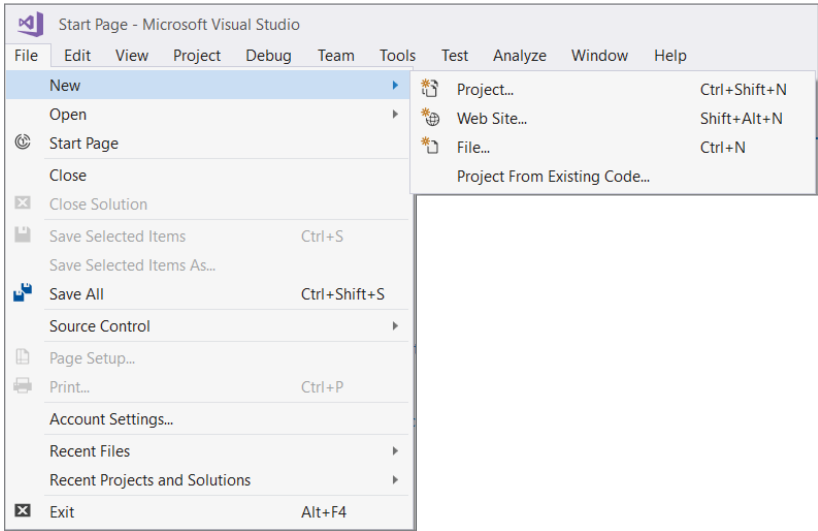 Start Page - Microsoft Visual Studio
File Edit View Project Debug Team Tools Test Analyze Window Help
New
Open
Start Page
Close
Close Solution
Save Selected Items Ctrl+S
Save Selected Items As...
Save All Ctrl+Shift+S
Source Control
Page Setup...
Print... Ctrl+P
Account Settings...
Recent Files
Recent Projects and Solutions
Exit Alt+F4
Project... Ctrl+Shift+N
Web Site... Shift+Alt+N
File... Ctrl+N
Project From Existing Code...